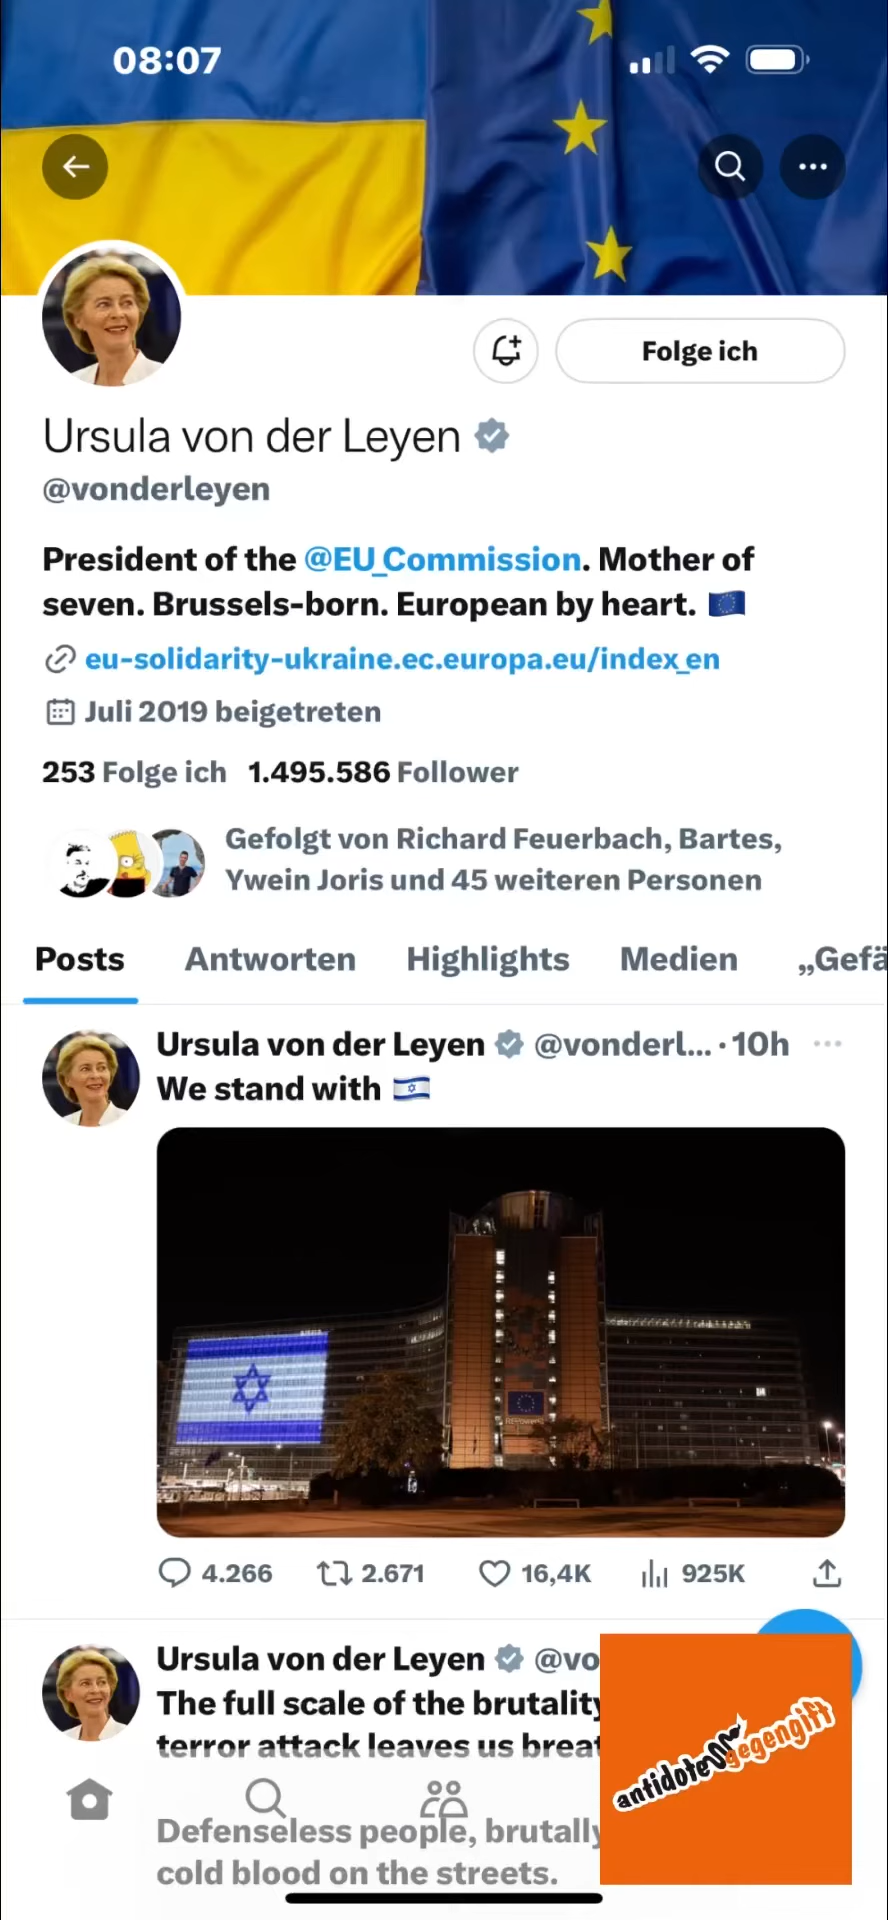 08:07
Folge ich
Ursula von der Leyen
@vonderleyen
President of the @EU_Commission. Mother of
seven. Brussels-born. European by heart. 🇪🇺
eu-solidarity-ukraine.ec.europa.eu/index_en
Juli 2019 beigetreten
253 Folge ich 1.495.586 Follower
Gefolgt von Richard Feuerbach, Bartes,
Ywein Joris und 45 weiteren Personen
Posts Antworten Highlights Medien „Gefä
Ursula von der Leyen @vonderl... · 10h
We stand with 🇮🇱
4.266 2.671 16,4K 925K
Ursula von der Leyen @vo
The full scale of the brutality
terror attack leaves us breat
Defenseless people, brutally
cold blood on the streets.
antidote gegengift